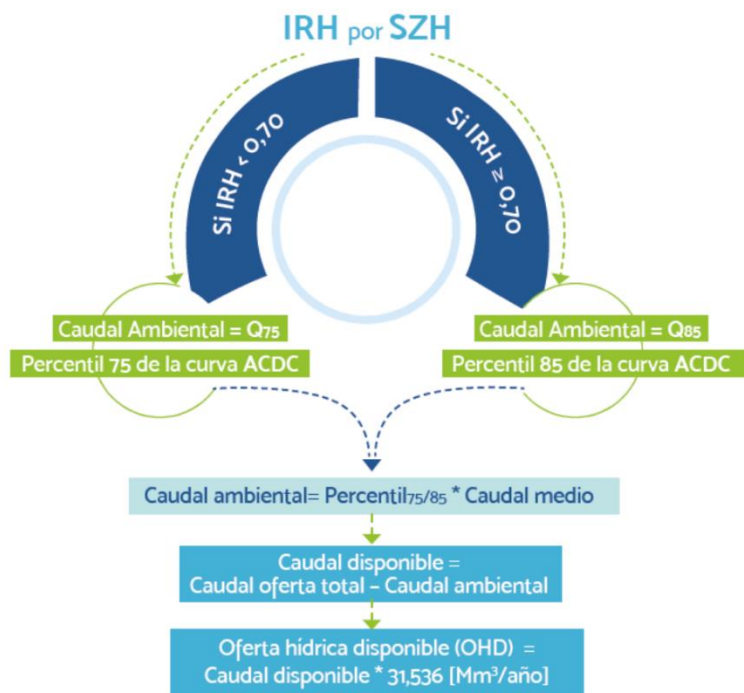 IRH por SZH
Si IRH < 0,70
Si IRH ≥ 0,70
Caudal Ambiental = Q75
Percentil 75 de la curva ACDC
Caudal Ambiental = Q85
Percentil 85 de la curva ACDC
Caudal ambiental= Percentil75/85 * Caudal medio
Caudal disponible =
Caudal oferta total – Caudal ambiental
Oferta hídrica disponible (OHD) =
Caudal disponible * 31,536 [Mm³/año]